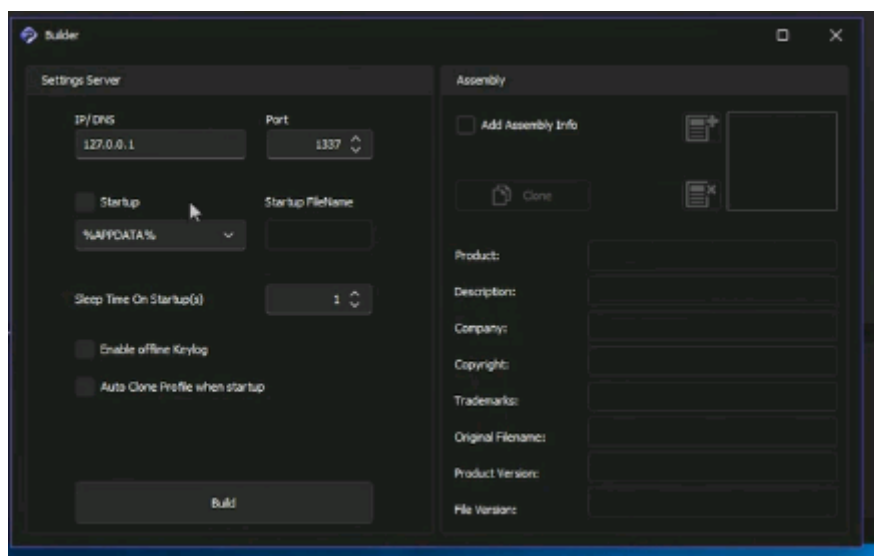 Builder
Settings Server
IP/DNS
Port
127.0.0.1
1337
Startup
Startup FileName
%APPDATA%
Sleep Time On Startup(s)
1
Enable offline Keylog
Auto Clone Profile when startup
Build
Assembly
Add Assembly Info
Clone
Product:
Description:
Company:
Copyright:
Trademarks:
Original Filename:
Product Version:
File Version: